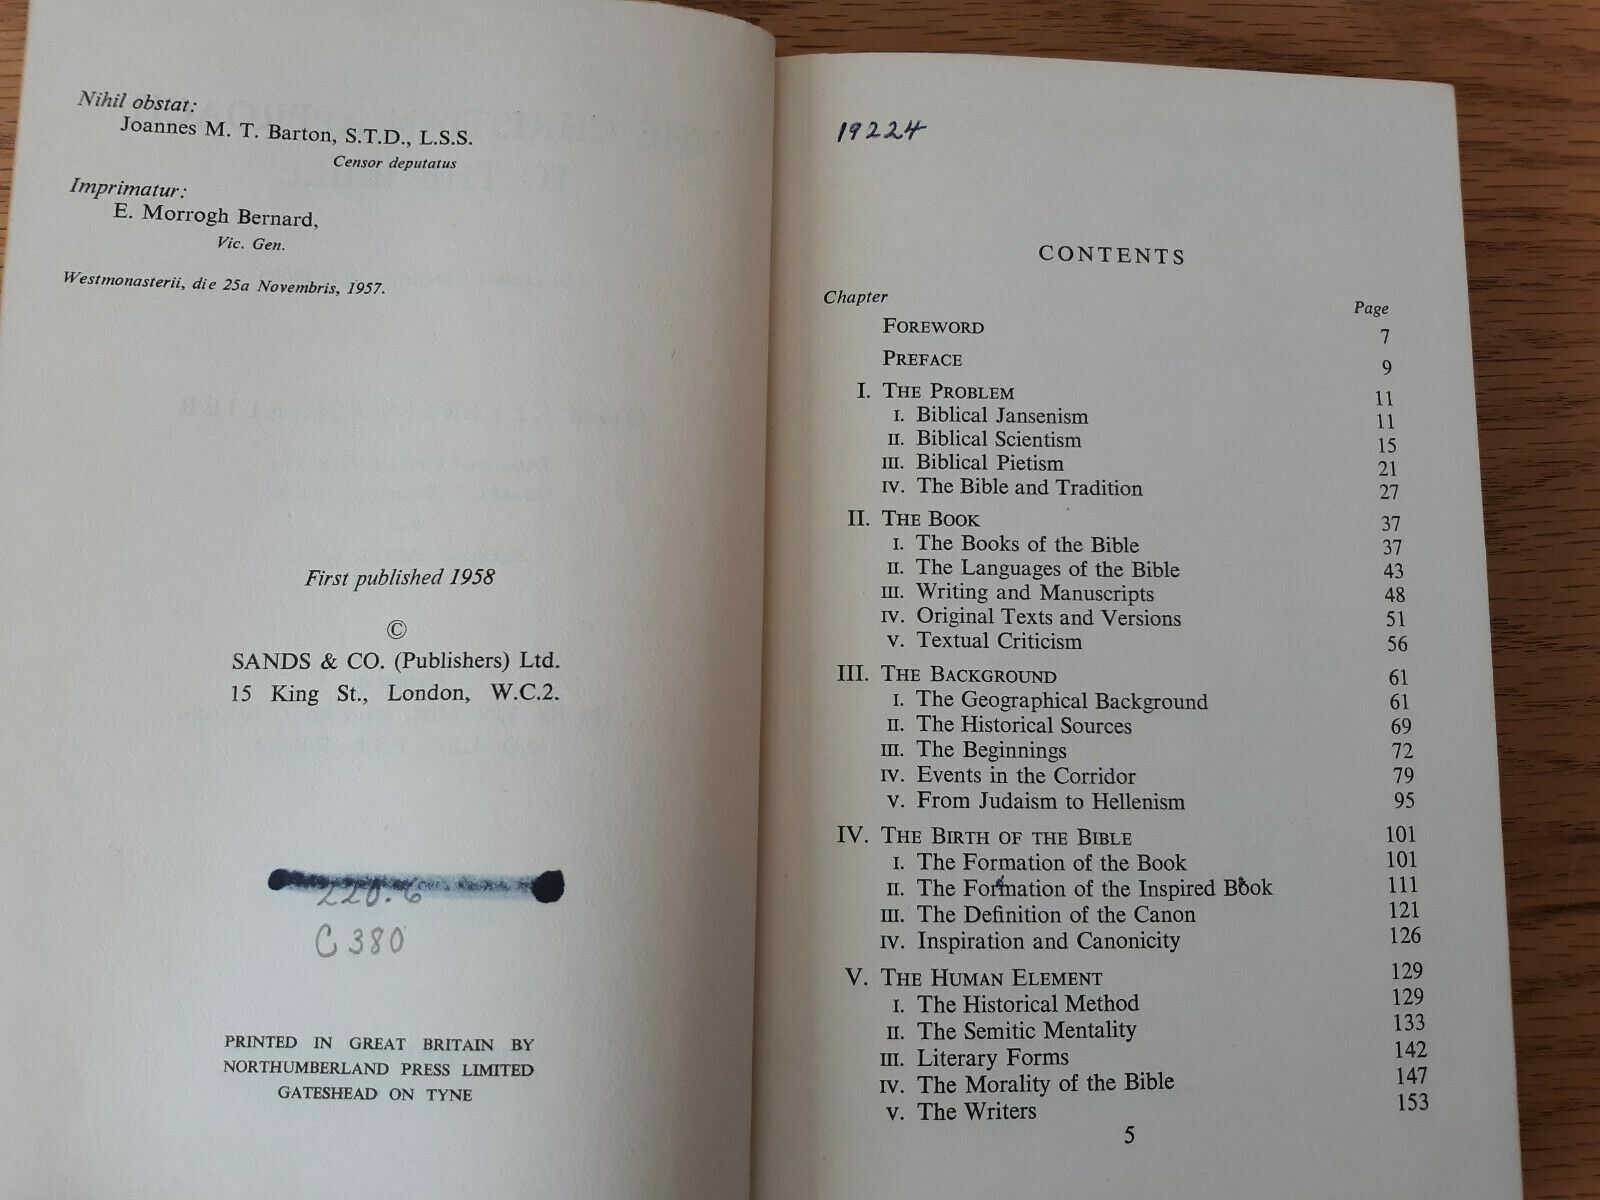 Nihil obstat:
Joannes M. T. Barton, S.T.D., L.S.S.
Censor deputatus
Imprimatur:
E. Morrogh Bernard,
Vic. Gen.
Westmonasterii, die 25a Novembris, 1957.
First published 1958
©
SANDS & CO. (Publishers) Ltd.
15 King St., London, W.C.2.
220.6
C380
PRINTED IN GREAT BRITAIN BY
NORTHUMBERLAND PRESS LIMITED
GATESHEAD ON TYNE
19224
CONTENTS
Chapter Page
FOREWORD 7
PREFACE 9
I. THE PROBLEM 11
I. Biblical Jansenism 11
II. Biblical Scientism 15
III. Biblical Pietism 21
IV. The Bible and Tradition 27
II. THE BOOK 37
I. The Books of the Bible 37
II. The Languages of the Bible 43
III. Writing and Manuscripts 48
IV. Original Texts and Versions 51
V. Textual Criticism 56
III. THE BACKGROUND 61
I. The Geographical Background 61
II. The Historical Sources 69
III. The Beginnings 72
IV. Events in the Corridor 79
V. From Judaism to Hellenism 95
IV. THE BIRTH OF THE BIBLE 101
I. The Formation of the Book 101
II. The Formation of the Inspired Book 111
III. The Definition of the Canon 121
IV. Inspiration and Canonicity 126
V. THE HUMAN ELEMENT 129
I. The Historical Method 129
II. The Semitic Mentality 133
III. Literary Forms 142
IV. The Morality of the Bible 147
V. The Writers 153
5